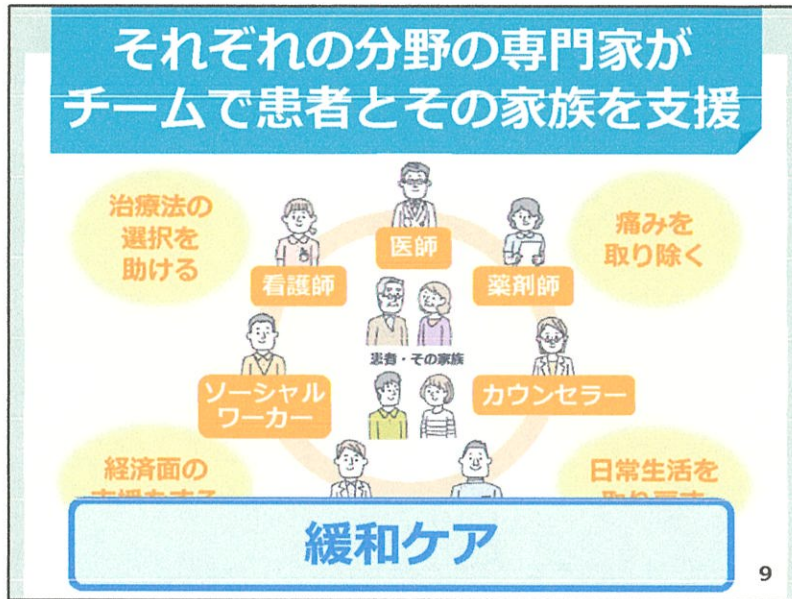 それぞれの分野の専門家が
チームで患者とその家族を支援
治療法の
選択を
助ける
医師
痛みを
取り除く
看護師
薬剤師
患者・その家族
ソーシャル
ワーカー
カウンセラー
経済面の
日常生活を
緩和ケア
9